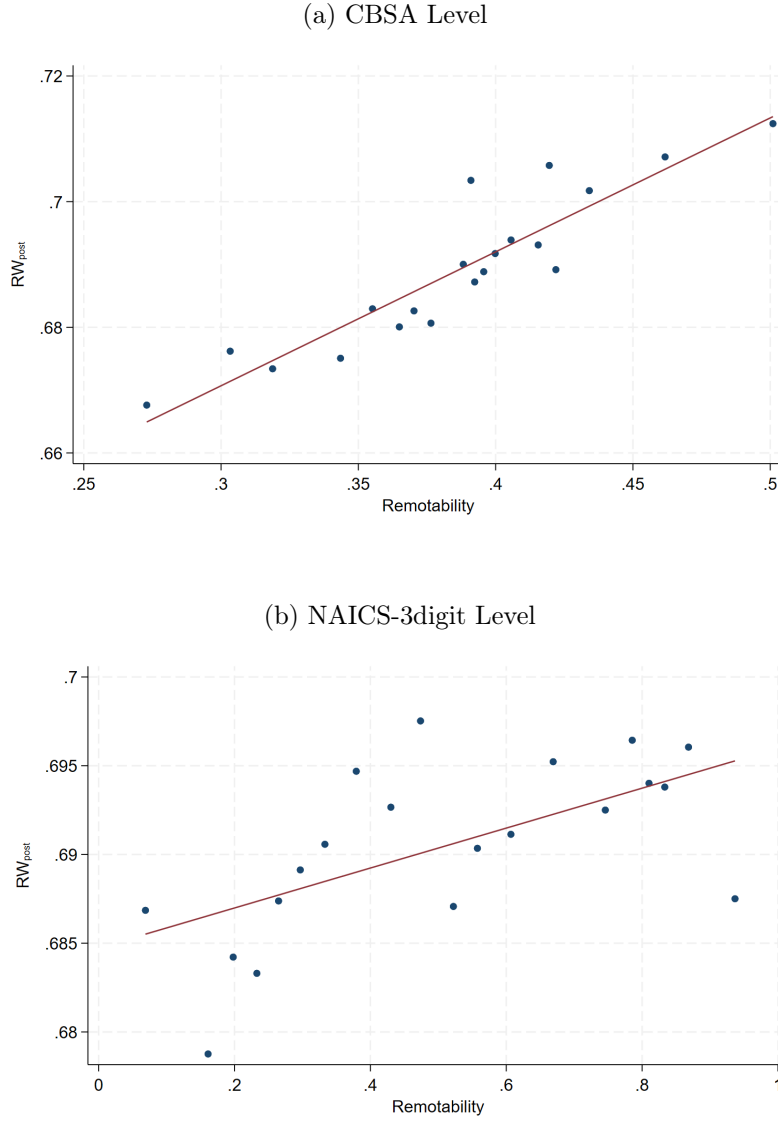 (a) CBSA Level
.72
.7
.68
.66
RWpost
.25 .3 .35 .4 .45 .5
Remotability
(b) NAICS-3digit Level
.7
.695
.69
.685
.68
RWpost
0 .2 .4 .6 .8 1
Remotability